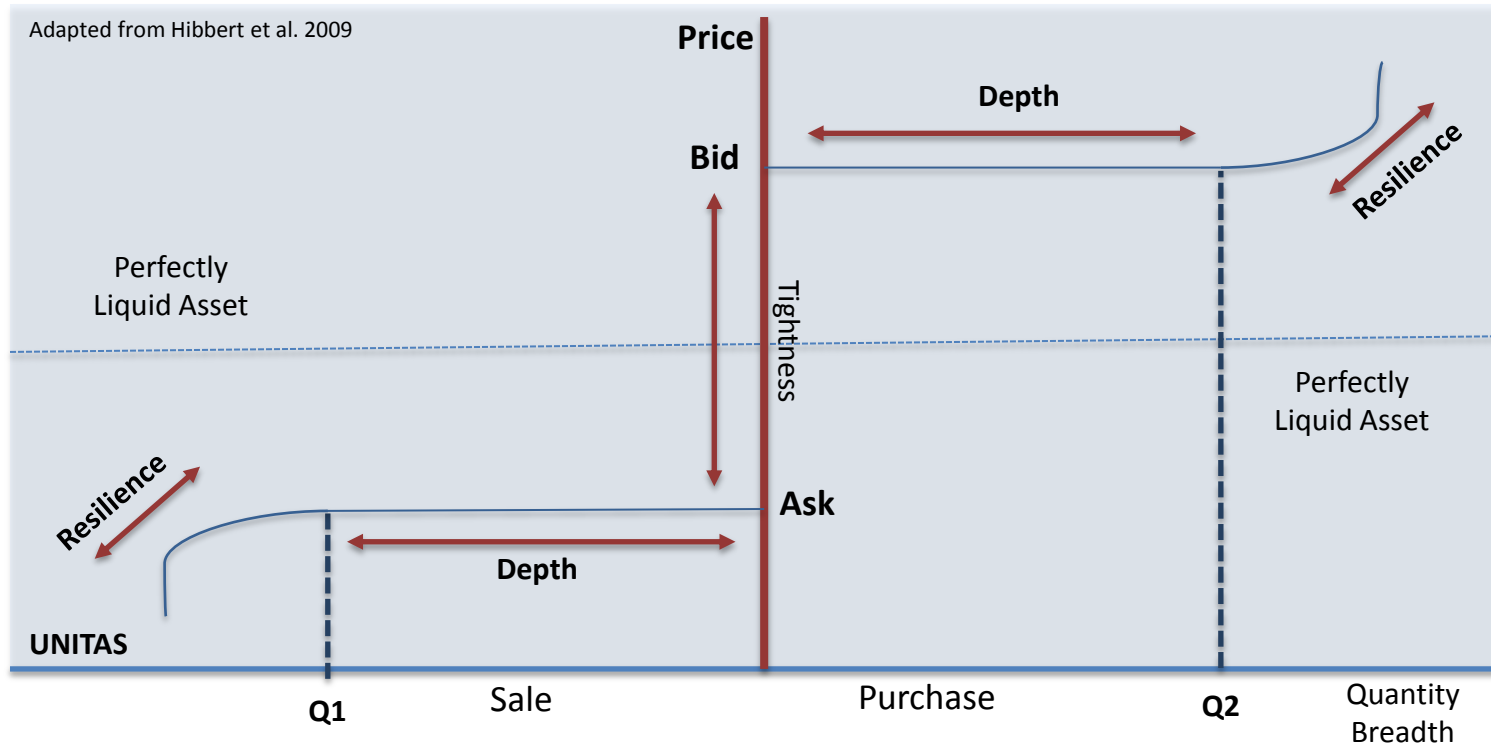 Adapted from Hibbert et al. 2009
Price
Depth
Bid
Resilience
Perfectly
Liquid Asset
Tightness
Perfectly
Liquid Asset
Resilience
Ask
Depth
UNITAS
Q1
Sale
Purchase
Q2
Quantity
Breadth